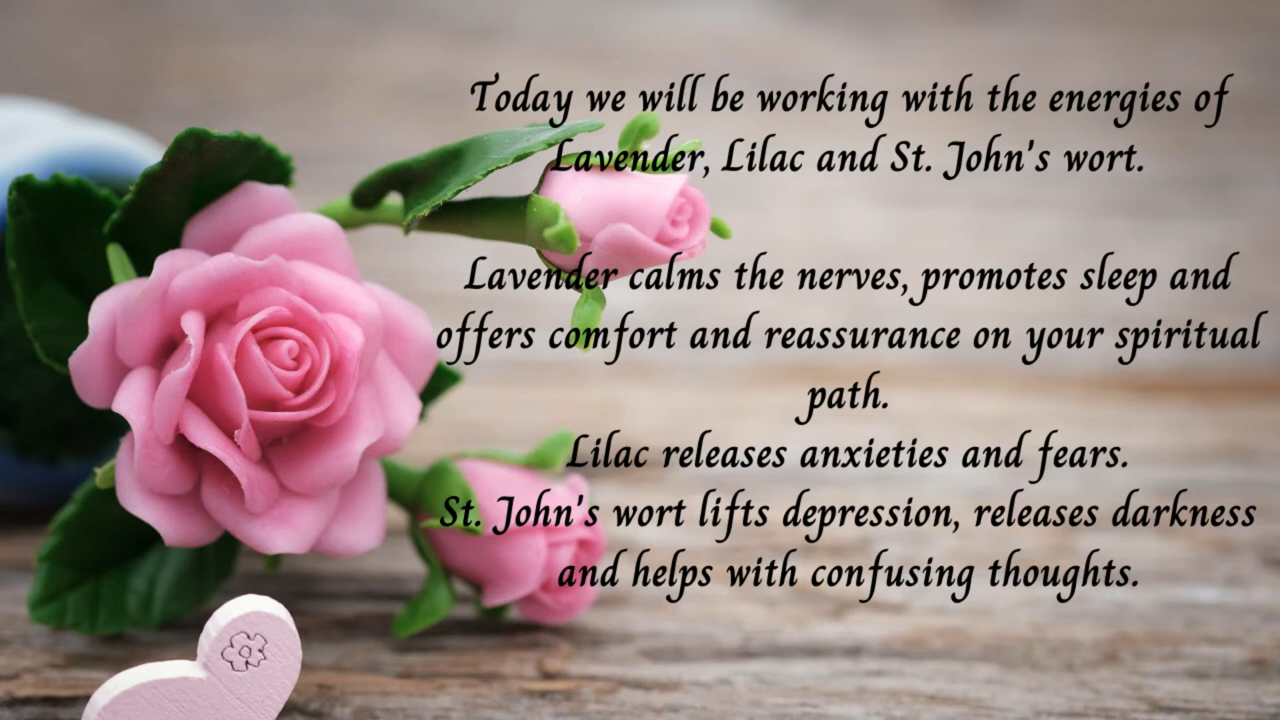 Today we will be working with the energies of
Lavender, Lilac and St. John's wort.
Lavender calms the nerves, promotes sleep and
offers comfort and reassurance on your spiritual
path.
Lilac releases anxieties and fears.
St. John's wort lifts depression, releases darkness
and helps with confusing thoughts.